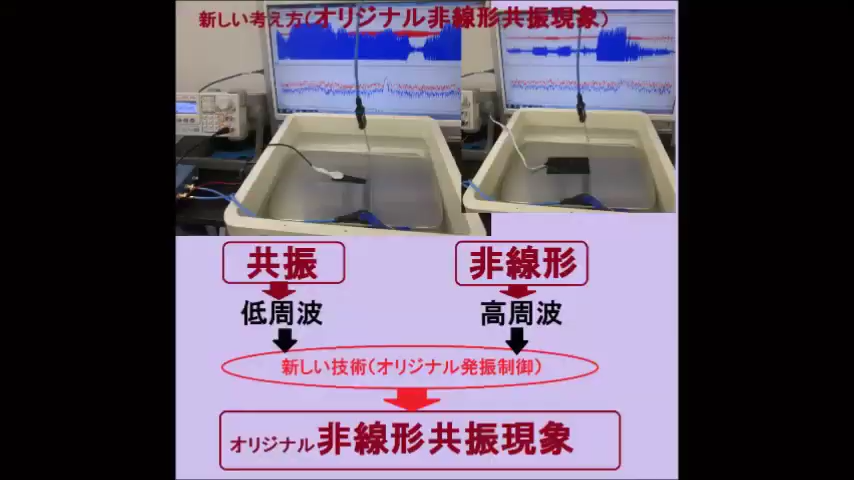 新しい考え方(オリジナル非線形共振現象)
共振
非線形
低周波
高周波
新しい技術(オリジナル発振制御)
オリジナル非線形共振現象